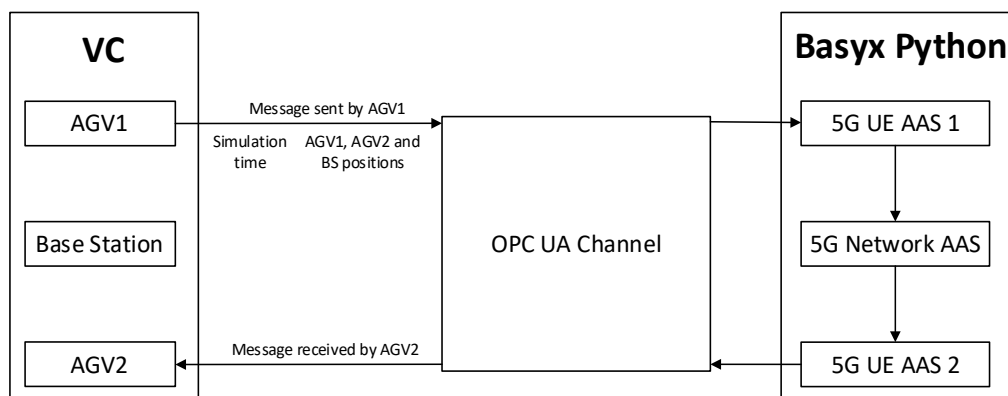 VC
Basyx Python
AGV1
Message sent by AGV1
5G UE AAS 1
Simulation
time
AGV1, AGV2 and
BS positions
Base Station
OPC UA Channel
5G Network AAS
AGV2
Message received by AGV2
5G UE AAS 2